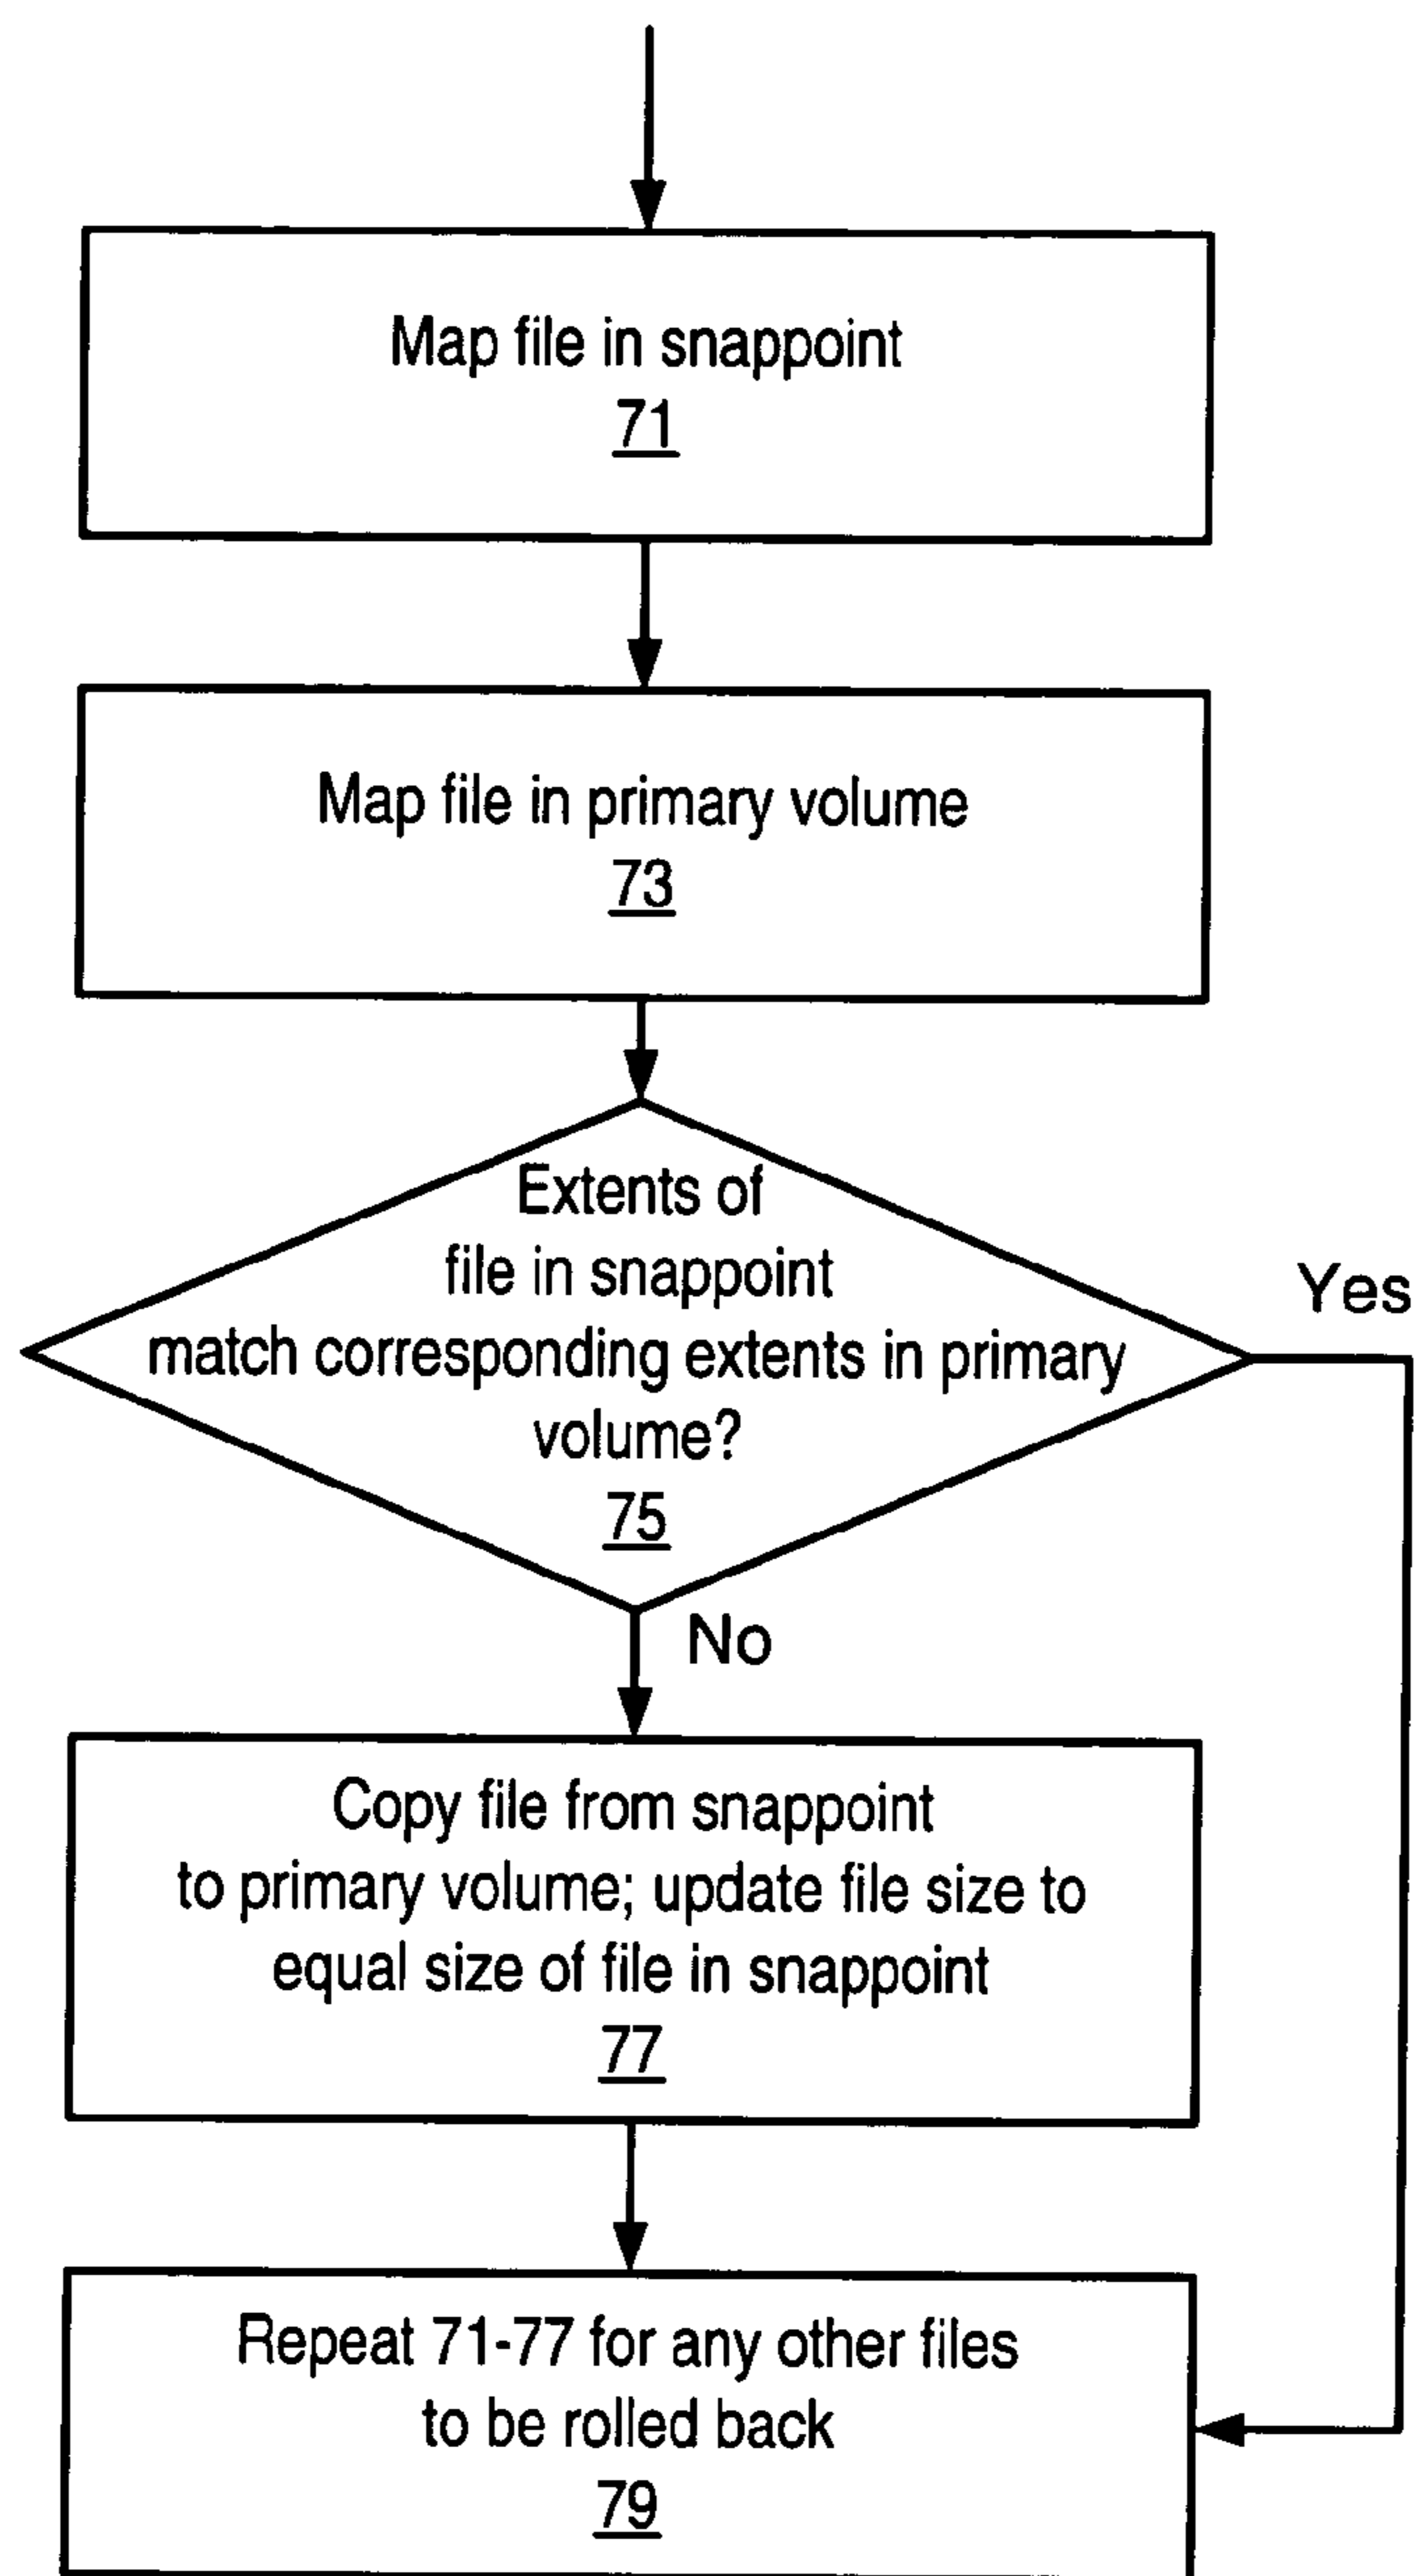 Map file in snappoint
71
Map file in primary volume
73
Extents of
file in snappoint
match corresponding extents in primary
volume?
75
Yes
No
Copy file from snappoint
to primary volume; update file size to
equal size of file in snappoint
77
Repeat 71-77 for any other files
to be rolled back
79